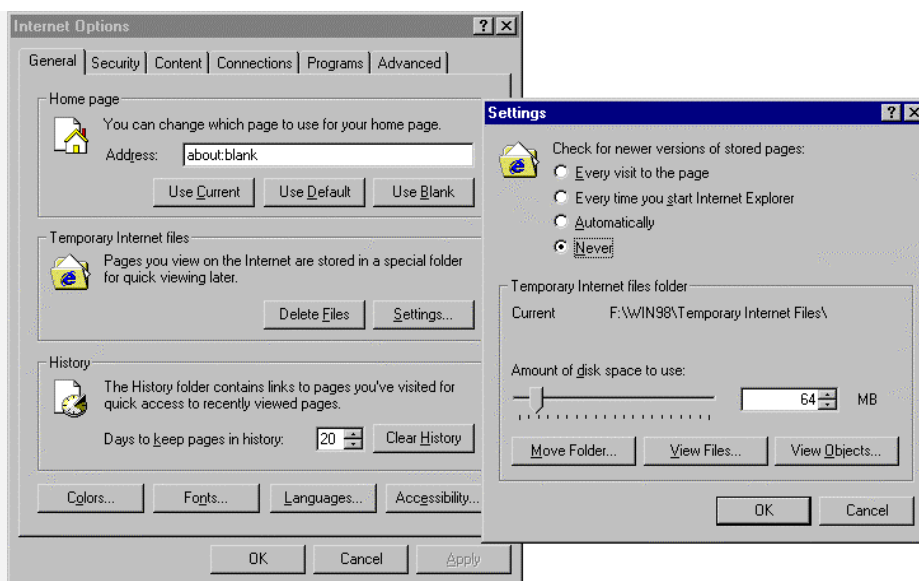 Internet Options
General Security Content Connections Programs Advanced
Home page
You can change which page to use for your home page.
Address: about:blank
Use Current Use Default Use Blank
Temporary Internet files
Pages you view on the Internet are stored in a special folder
for quick viewing later.
Delete Files Settings...
History
The History folder contains links to pages you've visited for
quick access to recently viewed pages.
Days to keep pages in history: 20 Clear History
Colors... Fonts... Languages... Accessibility...
OK Cancel Apply
Settings
Check for newer versions of stored pages:
Every visit to the page
Every time you start Internet Explorer
Automatically
Never
Temporary Internet files folder
Current F:\WIN98\Temporary Internet Files\
Amount of disk space to use:
64 MB
Move Folder... View Files... View Objects...
OK Cancel